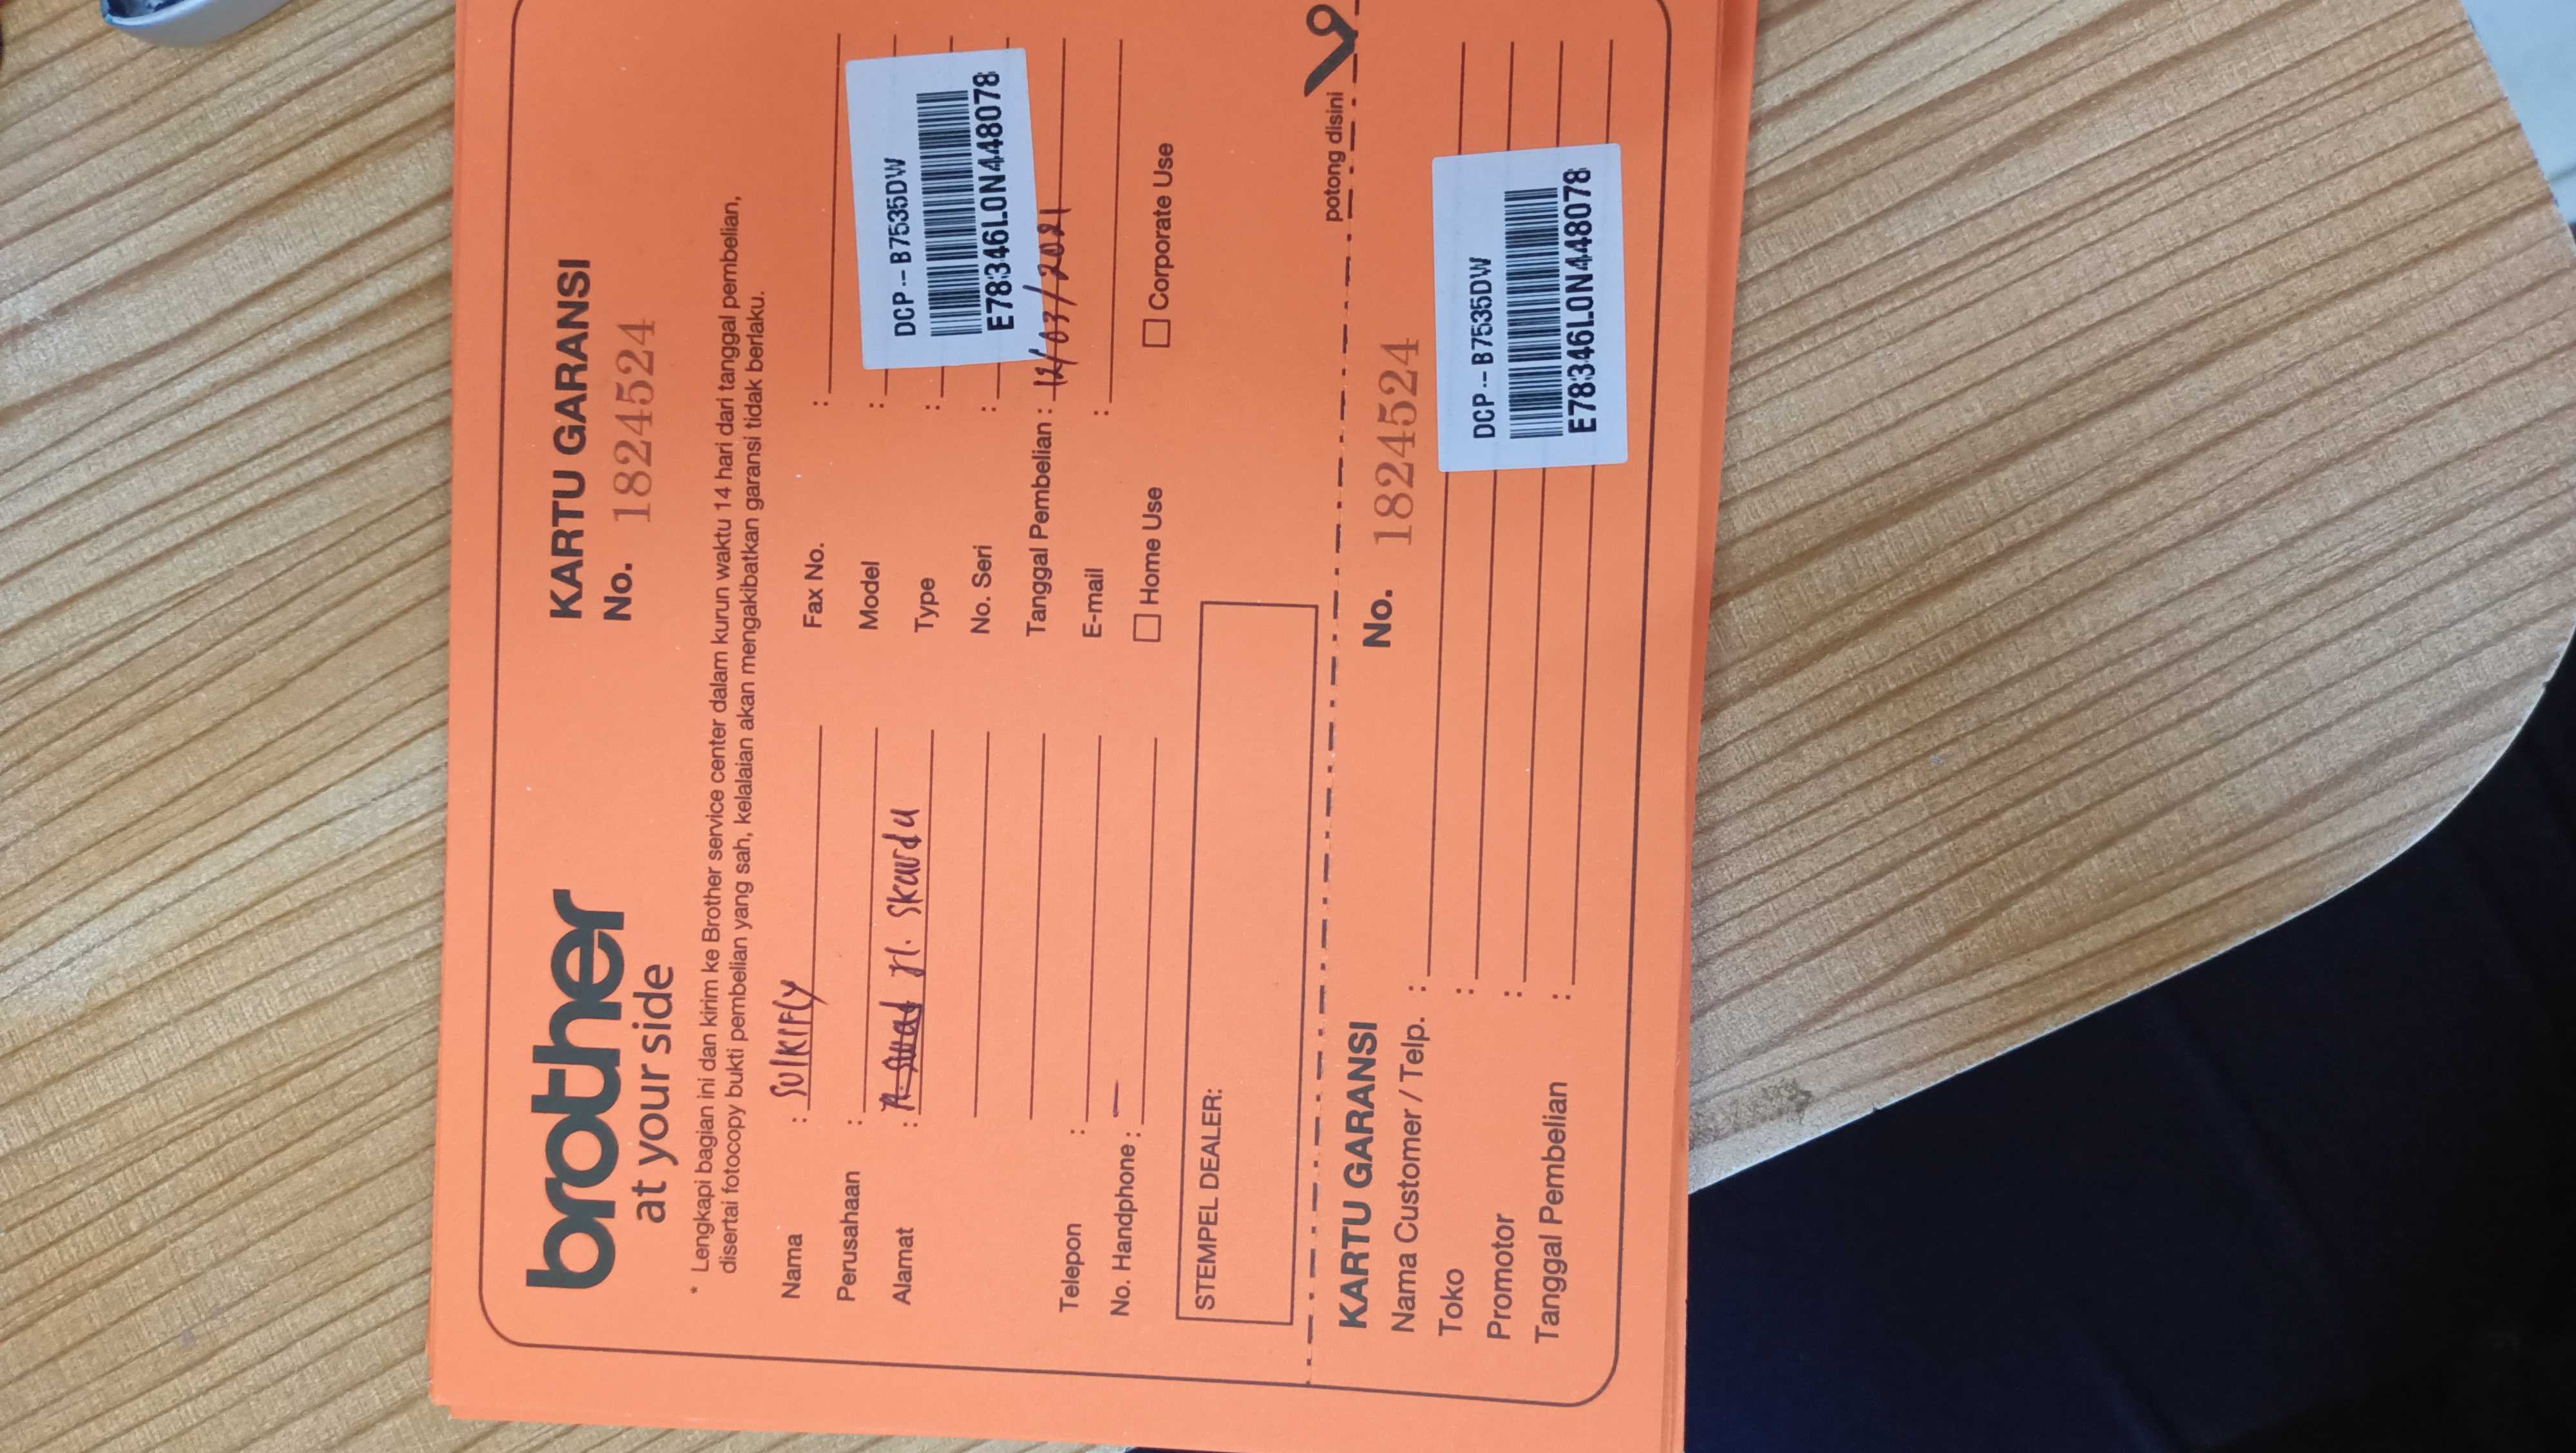 brother
at your side
KARTU GARANSI
No. 1824524
* Lengkapi bagian ini dan kirim ke Brother service center dalam kurun waktu 14 hari dari tanggal pembelian,
disertai fotocopy bukti pembelian yang sah, kelalaian akan mengakibatkan garansi tidak berlaku.
Nama : SULKIFLY
Perusahaan :
Alamat : Jl. Skardu
Telepon :
No. Handphone : —
Fax No. :
Model :
Type :
No. Seri :
DCP--B7535DW
E78346L0N448078
Tanggal Pembelian : 12/03/2021
E-mail :
Home Use
Corporate Use
STEMPEL DEALER:
potong disini
KARTU GARANSI
No. 1824524
Nama Customer / Telp. :
Toko :
Promotor :
Tanggal Pembelian :
DCP--B7535DW
E78346L0N448078